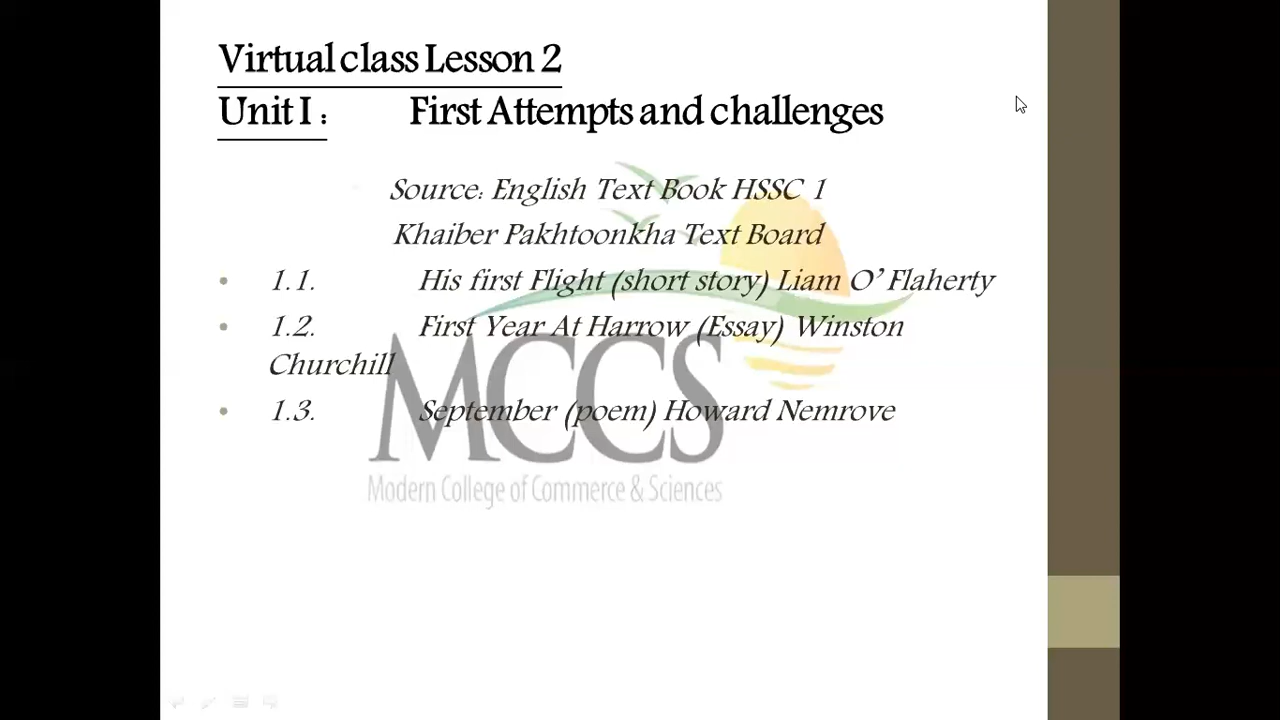 Virtual class Lesson 2
Unit I : First Attempts and challenges
Source: English Text Book HSSC 1
Khaiber Pakhtoonkha Text Board
• 1.1. His first Flight (short story) Liam O' Flaherty
• 1.2. First Year At Harrow (Essay) Winston
Churchill
• 1.3. September (poem) Howard Nemrove
MCCS
Modern College of Commerce & Sciences